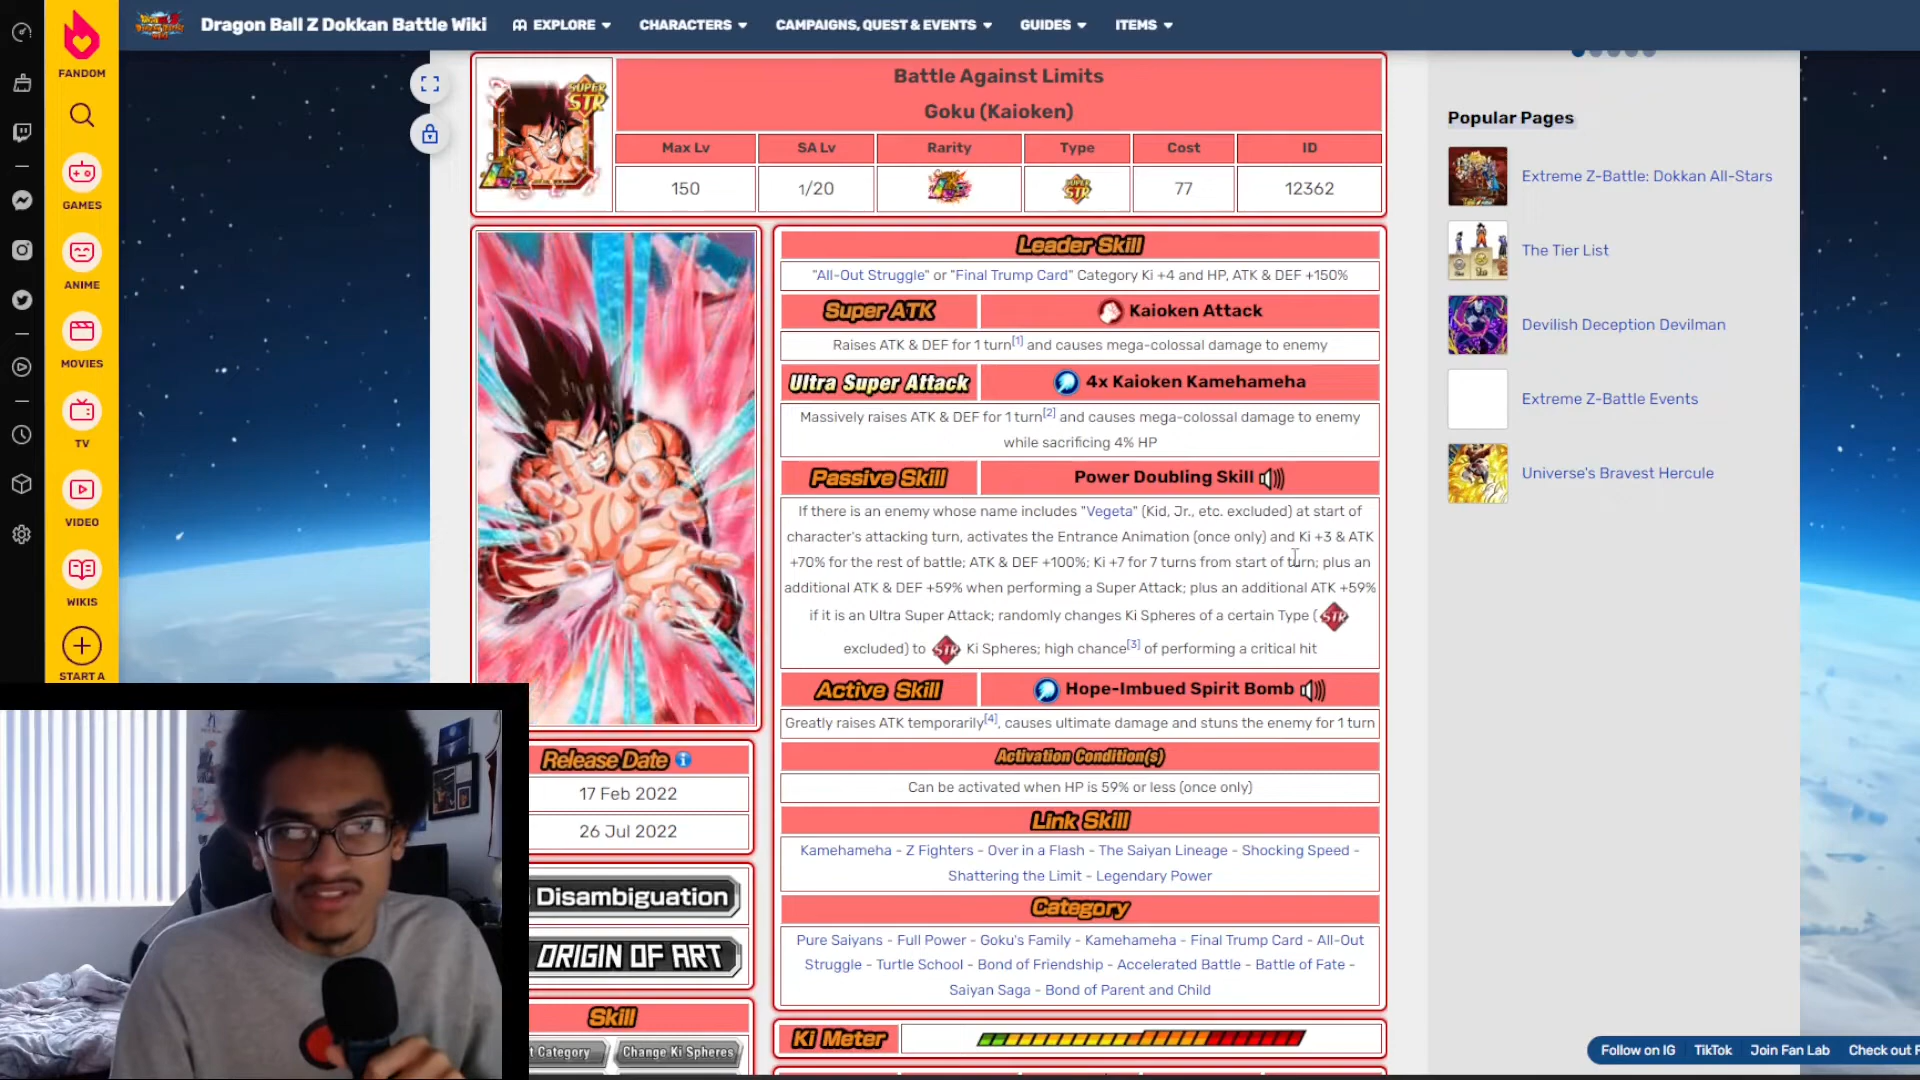 Dragon Ball Z Dokkan Battle Wiki
EXPLORE
CHARACTERS
CAMPAIGNS, QUEST & EVENTS
GUIDES
ITEMS
FANDOM
GAMES
ANIME
MOVIES
TV
VIDEO
WIKIS
START A
Battle Against Limits
Goku (Kaioken)
SUPER STR
LR
Max Lv
SA Lv
Rarity
Type
Cost
ID
150
1/20
LR
SUPER STR
77
12362
Leader Skill
"All-Out Struggle" or "Final Trump Card" Category Ki +4 and HP, ATK & DEF +150%
Super ATK
Kaioken Attack
Raises ATK & DEF for 1 turn[1] and causes mega-colossal damage to enemy
Ultra Super Attack
4x Kaioken Kamehameha
Massively raises ATK & DEF for 1 turn[2] and causes mega-colossal damage to enemy
while sacrificing 4% HP
Passive Skill
Power Doubling Skill
If there is an enemy whose name includes "Vegeta" (Kid, Jr., etc. excluded) at start of
character's attacking turn, activates the Entrance Animation (once only) and Ki +3 & ATK
+70% for the rest of battle; ATK & DEF +100%; Ki +7 for 7 turns from start of turn; plus an
additional ATK & DEF +59% when performing a Super Attack; plus an additional ATK +59%
if it is an Ultra Super Attack; randomly changes Ki Spheres of a certain Type ( STR
excluded) to STR Ki Spheres; high chance[3] of performing a critical hit
Active Skill
Hope-Imbued Spirit Bomb
Greatly raises ATK temporarily[4], causes ultimate damage and stuns the enemy for 1 turn
Activation Condition(s)
Can be activated when HP is 59% or less (once only)
Link Skill
Kamehameha - Z Fighters - Over in a Flash - The Saiyan Lineage - Shocking Speed -
Shattering the Limit - Legendary Power
Category
Pure Saiyans - Full Power - Goku's Family - Kamehameha - Final Trump Card - All-Out
Struggle - Turtle School - Bond of Friendship - Accelerated Battle - Battle of Fate -
Saiyan Saga - Bond of Parent and Child
Ki Meter
Release Date
17 Feb 2022
26 Jul 2022
Disambiguation
ORIGIN OF ART
Skill
t Category
Change Ki Spheres
Popular Pages
Extreme Z-Battle: Dokkan All-Stars
The Tier List
Devilish Deception Devilman
Extreme Z-Battle Events
Universe's Bravest Hercule
Follow on IG
TikTok
Join Fan Lab
Check out F